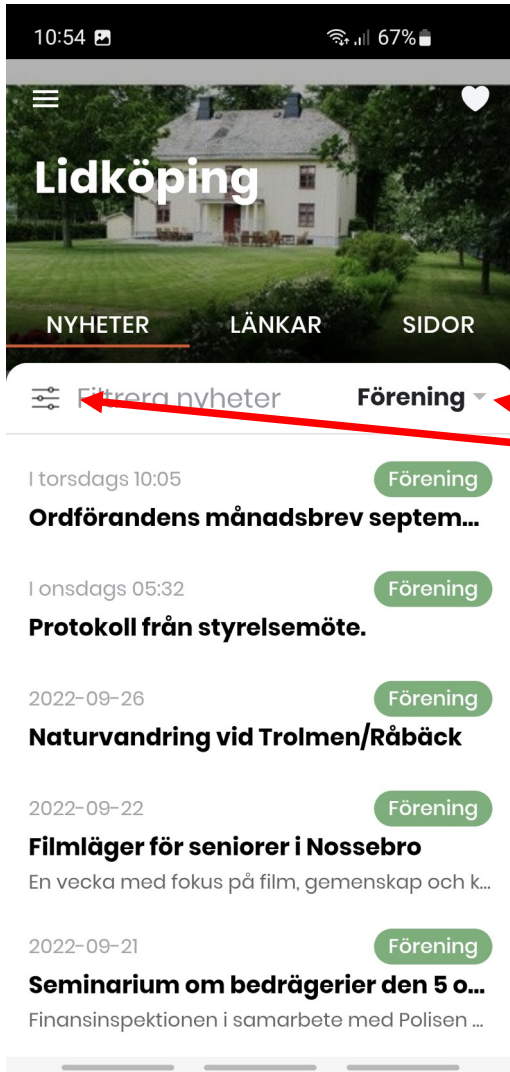 10:54 67%
Lidköping
NYHETER LÄNKAR SIDOR
Filtrera nyheter Förening
I torsdags 10:05 Förening
Ordförandens månadsbrev septem...
I onsdags 05:32 Förening
Protokoll från styrelsemöte.
2022-09-26 Förening
Naturvandring vid Trolmen/Råbäck
2022-09-22 Förening
Filmläger för seniorer i Nossebro
En vecka med fokus på film, gemenskap och k...
2022-09-21 Förening
Seminarium om bedrägerier den 5 o...
Finansinspektionen i samarbete med Polisen ...